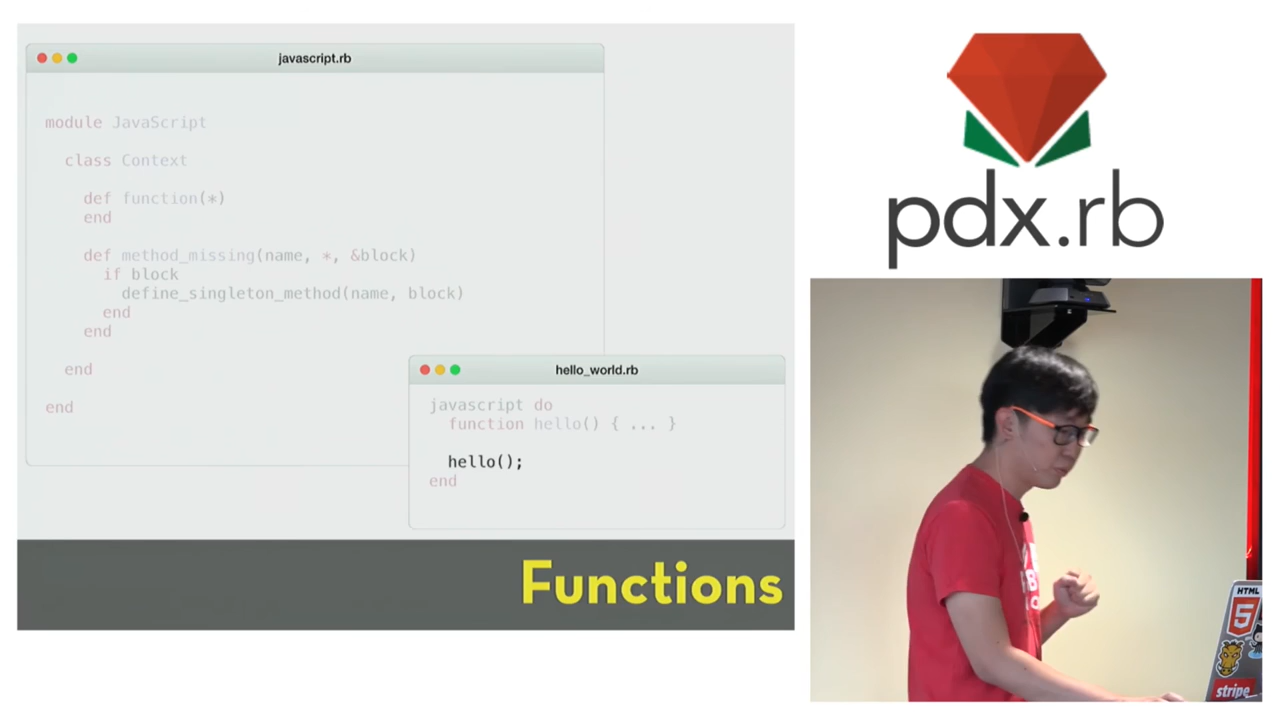 javascript.rb
module JavaScript
class Context
def function(*)
end
def method_missing(name, *, &block)
if block
define_singleton_method(name, block)
end
end
end
end
hello_world.rb
javascript do
function hello() { ... }
hello();
end
Functions
pdx.rb
HTML
5
stripe